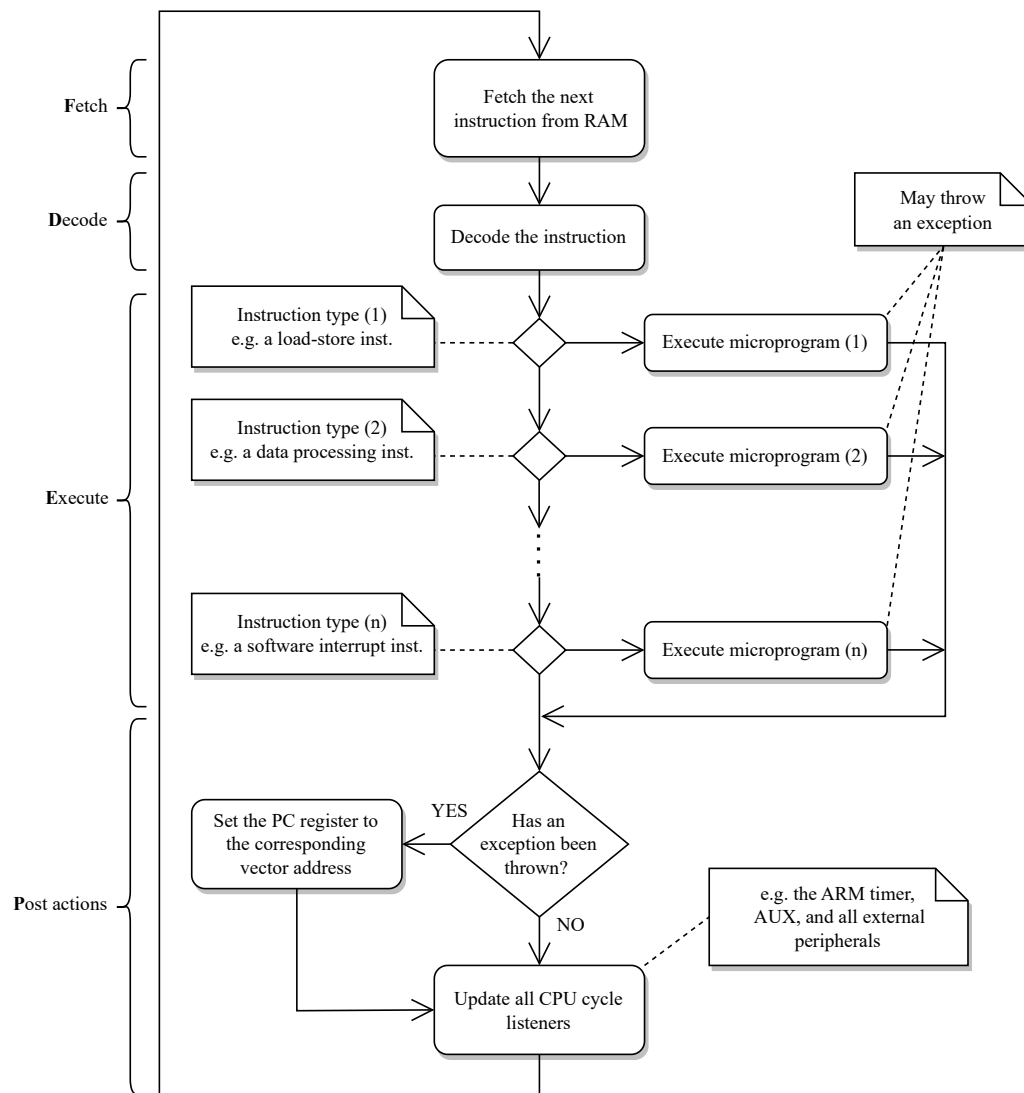 Fetch
Fetch the next
instruction from RAM
Decode
Decode the instruction
May throw
an exception
Instruction type (1)
e.g. a load-store inst.
Execute microprogram (1)
Instruction type (2)
e.g. a data processing inst.
Execute microprogram (2)
Execute
Instruction type (n)
e.g. a software interrupt inst.
Execute microprogram (n)
YES
Set the PC register to
the corresponding
vector address
Has an
exception been
thrown?
Post actions
NO
e.g. the ARM timer,
AUX, and all external
peripherals
Update all CPU cycle
listeners